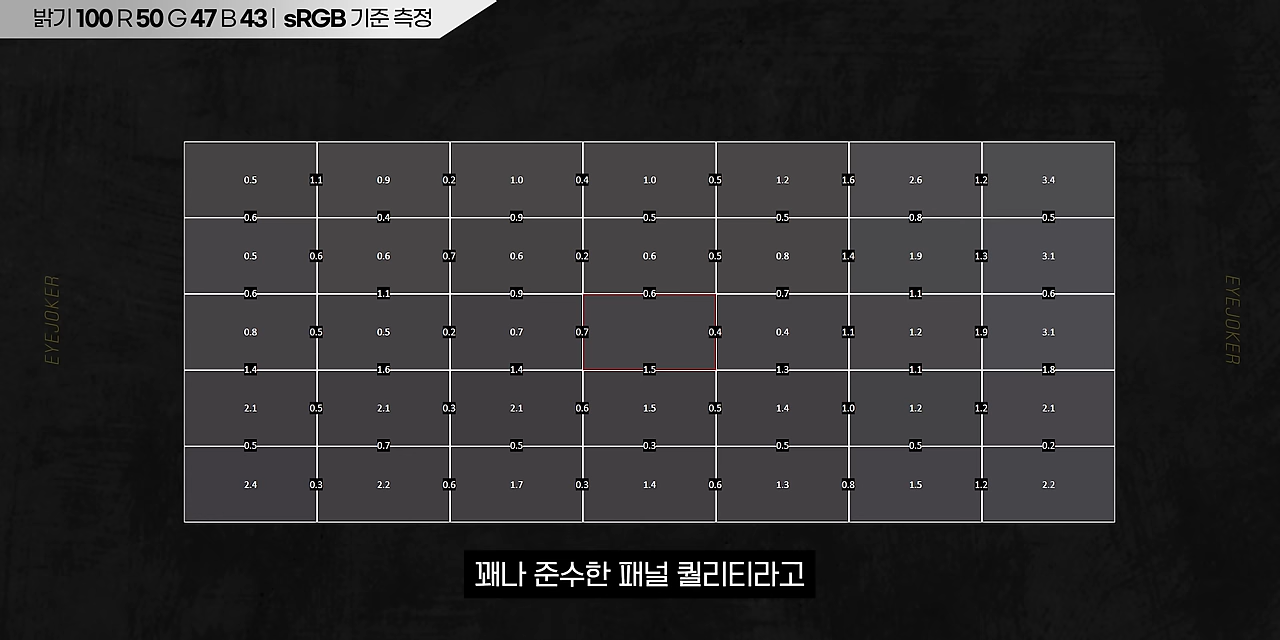 밝기 100 R 50 G 47 B 43 | sRGB 기준 측정
0.5 1.1 0.9 0.2 1.0 0.4 1.0 0.5 1.2 1.6 2.6 1.2 3.4
0.6 0.4 0.9 0.5 0.5 0.8 0.5
0.5 0.6 0.6 0.7 0.6 0.2 0.6 0.5 0.8 1.4 1.9 1.3 3.1
0.6 1.1 0.9 0.6 0.7 1.1 0.6
0.8 0.5 0.5 0.2 0.7 0.7 0.4 0.4 1.1 1.2 1.9 3.1
1.4 1.6 1.4 1.5 1.3 1.1 1.8
2.1 0.5 2.1 0.3 2.1 0.6 1.5 0.5 1.4 1.0 1.2 1.2 2.1
0.5 0.7 0.5 0.3 0.5 0.5 0.2
2.4 0.3 2.2 0.6 1.7 0.3 1.4 0.6 1.3 0.8 1.5 1.2 2.2
EYEJOKER
EYEJOKER
꽤나 준수한 패널 퀄리티라고